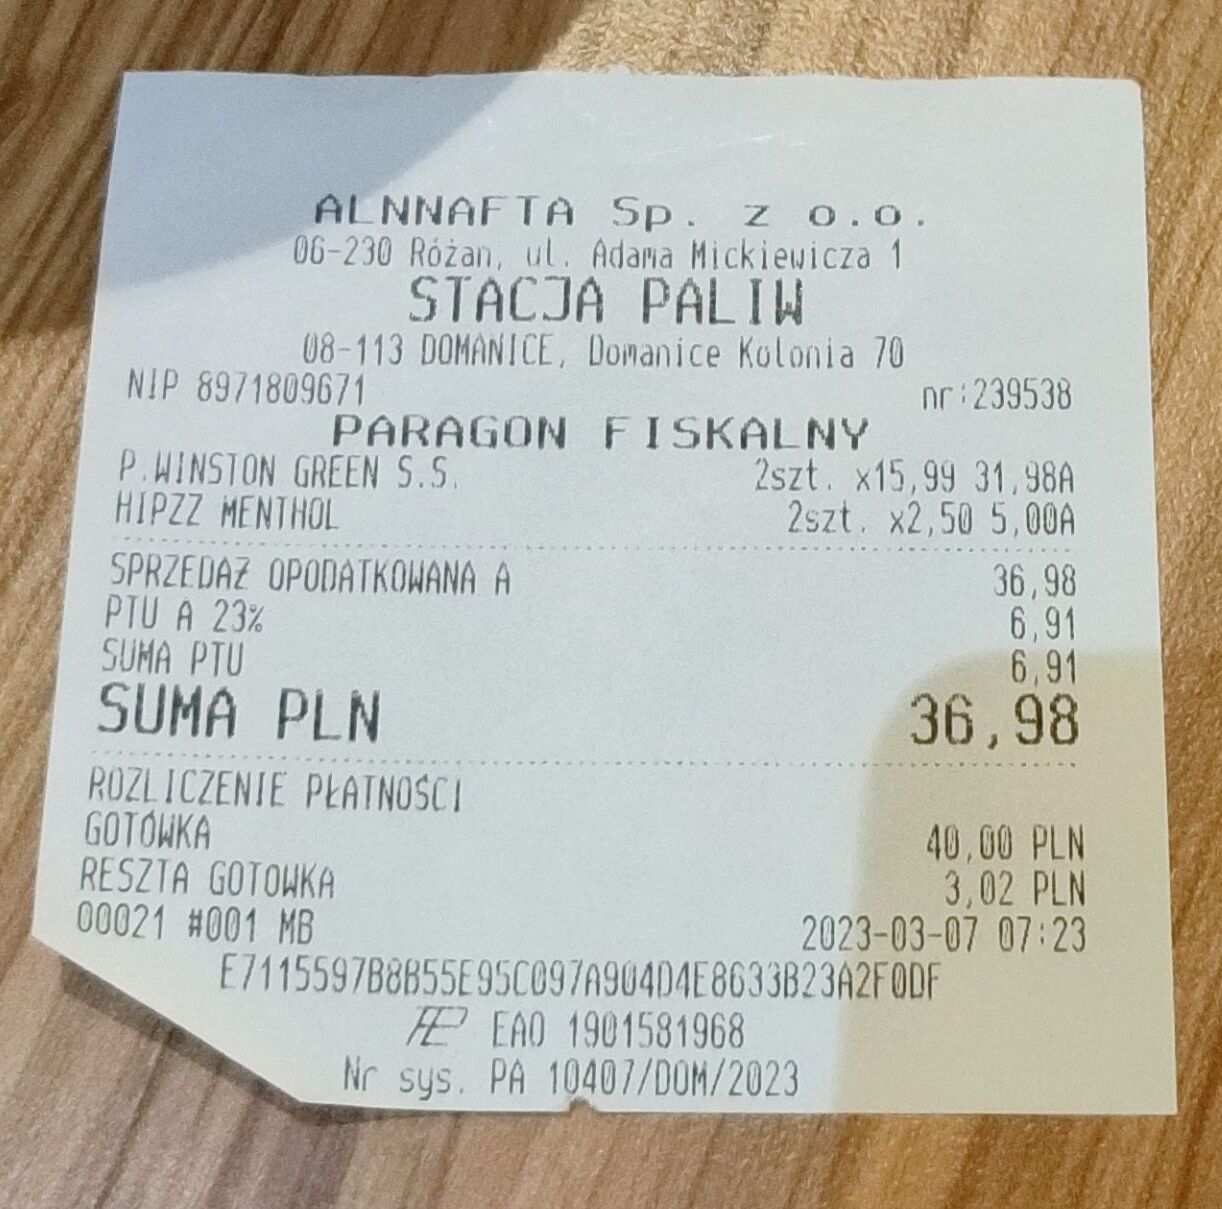 ALNNAFTA Sp. z o.o.
06-230 Różan, ul. Adama Mickiewicza 1
STACJA PALIW
08-113 DOMANICE, Domanice Kolonia 70
NIP 8971809671 nr:239538
PARAGON FISKALNY
P.WINSTON GREEN S.S. 2szt. x15,99 31,98A
HIPZZ MENTHOL 2szt. x2,50 5,00A
SPRZEDAŻ OPODATKOWANA A 36,98
PTU A 23% 6,91
SUMA PTU 6,91
SUMA PLN 36,98
ROZLICZENIE PŁATNOŚCI
GOTÓWKA 40,00 PLN
RESZTA GOTÓWKA 3,02 PLN
00021 #001 MB 2023-03-07 07:23
E7115597B8B55E95C097A904D4E8633B23A2F0DF
EAO 1901581968
Nr sys. PA 10407/DOM/2023